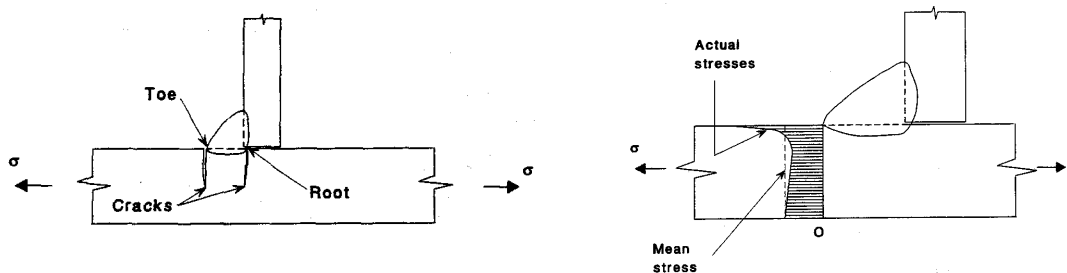 Toe
σ
σ
Root
Cracks
Actual
stresses
σ
O
Mean
stress